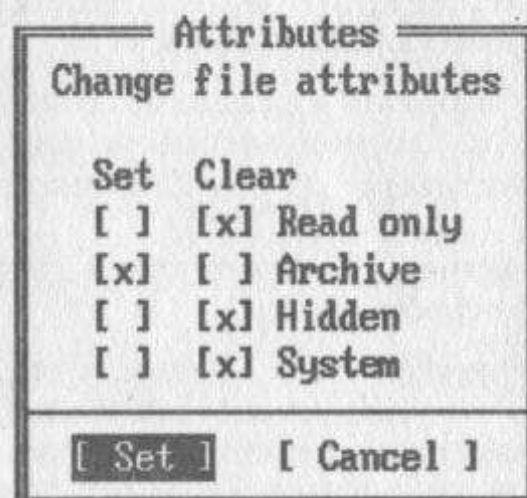 Attributes
Change file attributes
Set Clear
[ ] [x] Read only
[x] [ ] Archive
[ ] [x] Hidden
[ ] [x] System
[ Set ] [ Cancel ]